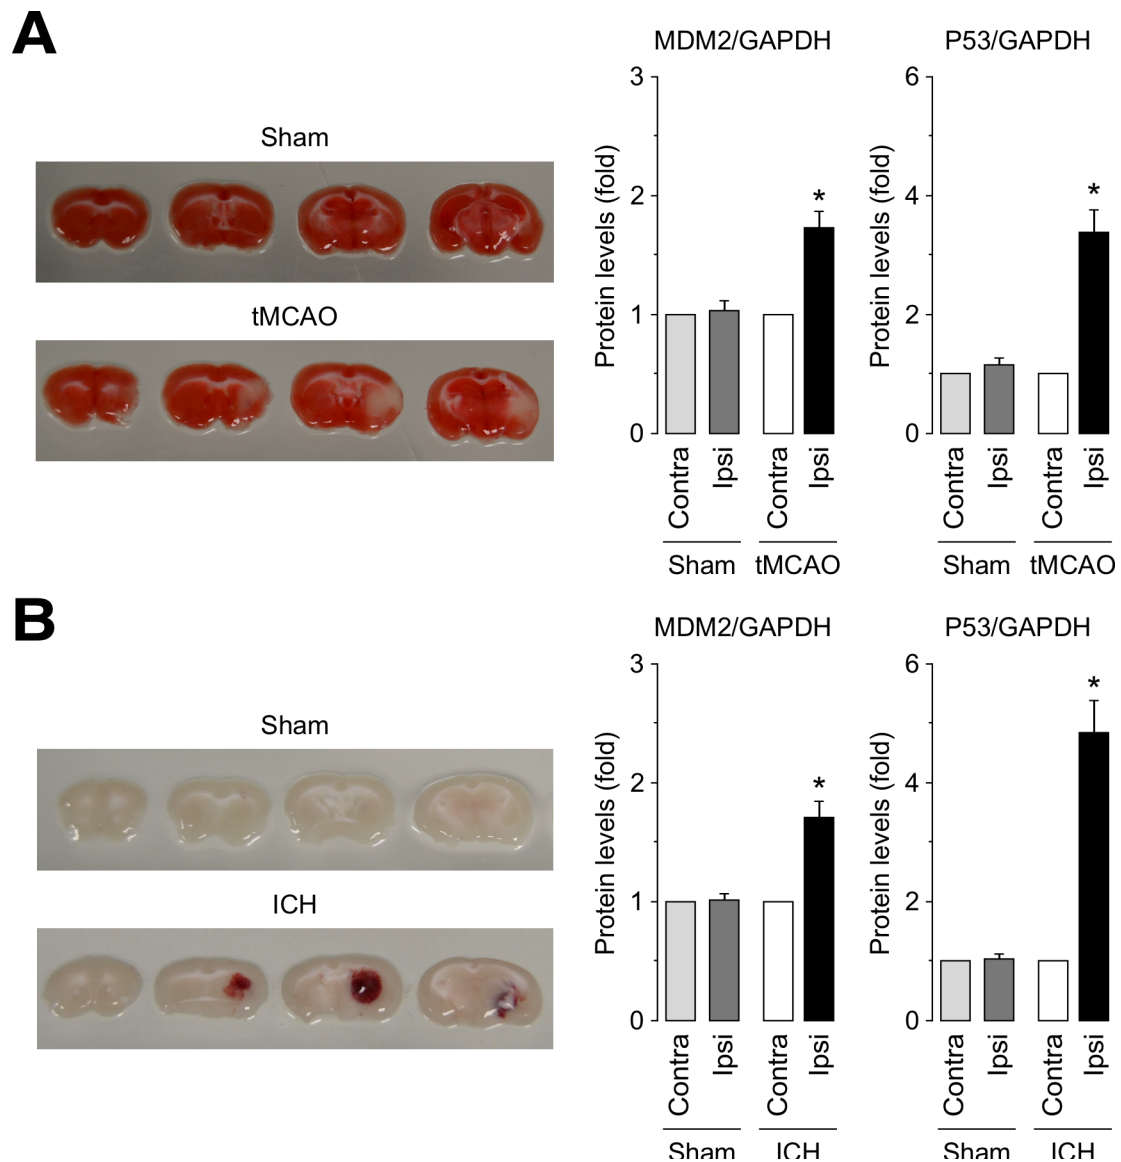 A
Sham
tMCAO
MDM2/GAPDH
Protein levels (fold)
3
2
1
0
*
Contra
Ipsi
Contra
Ipsi
Sham
tMCAO
P53/GAPDH
Protein levels (fold)
6
4
2
0
*
Contra
Ipsi
Contra
Ipsi
Sham
tMCAO
B
Sham
ICH
MDM2/GAPDH
Protein levels (fold)
3
2
1
0
*
Contra
Ipsi
Contra
Ipsi
Sham
ICH
P53/GAPDH
Protein levels (fold)
6
4
2
0
*
Contra
Ipsi
Contra
Ipsi
Sham
ICH